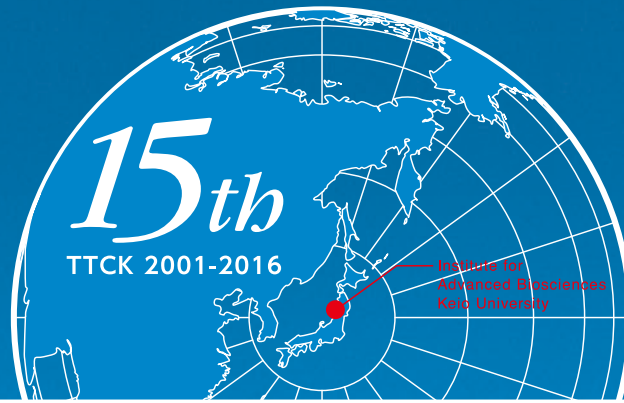 15th
TTCK 2001-2016
Institute for
Advanced Biosciences
Keio University